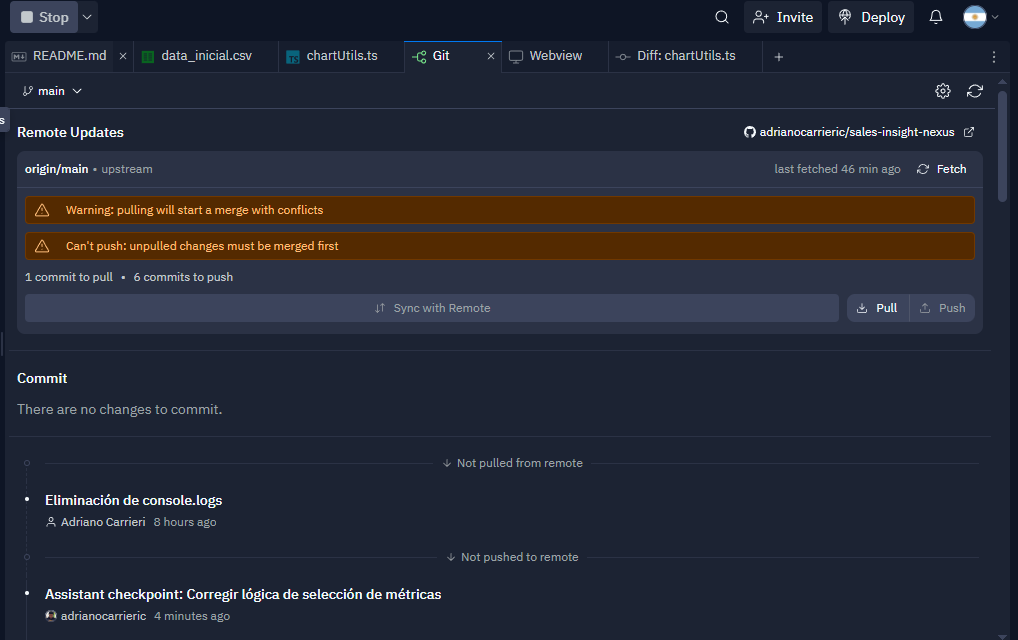 Stop
Invite
Deploy
README.md
data_inicial.csv
TS
chartUtils.ts
Git
Webview
Diff: chartUtils.ts
main
s
Remote Updates
adrianocarrieric/sales-insight-nexus
origin/main • upstream
last fetched 46 min ago
Fetch
Warning: pulling will start a merge with conflicts
Can't push: unpulled changes must be merged first
1 commit to pull • 6 commits to push
Sync with Remote
Pull
Push
Commit
There are no changes to commit.
Not pulled from remote
Eliminación de console.logs
Adriano Carrieri 8 hours ago
Not pushed to remote
Assistant checkpoint: Corregir lógica de selección de métricas
adrianocarrieric 4 minutes ago